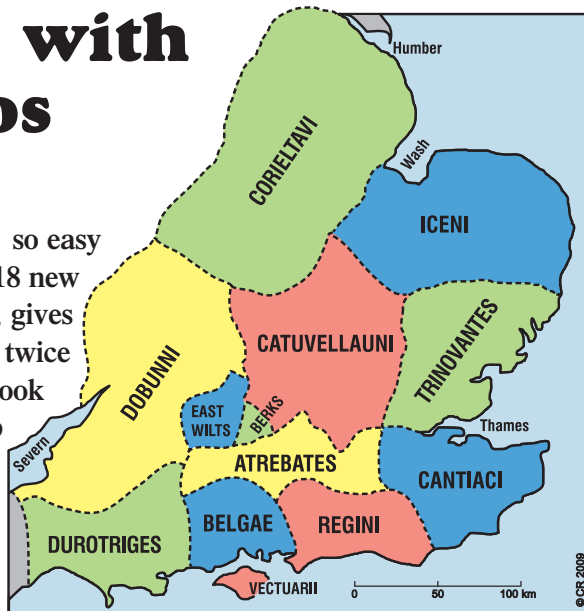 with
os
so easy
18 new
gives
twice
ook
Humber
Wash
CORIELTAVI
ICENI
CATUVELLAUNI
TRINOVANTES
DOBUNNI
EAST
WILTS
BERKS
Severn
Thames
ATREBATES
CANTIACI
BELGAE
REGINI
DUROTRIGES
VECTUARII
0 50 100 km
© CR 2009